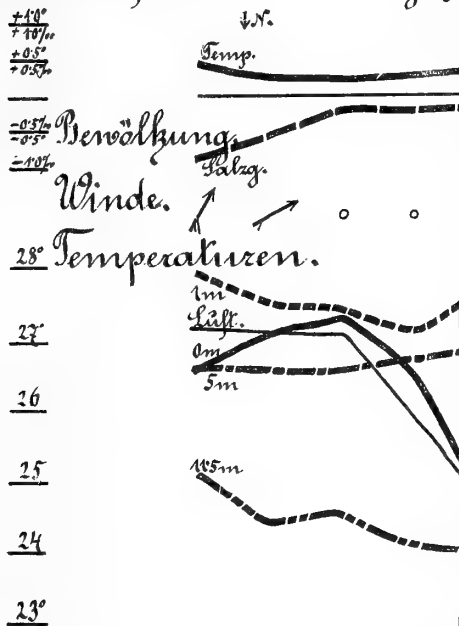 +1·0°
+1·0‰
N.
+0·5°
+0·5‰
Temp.
-0·5‰
-0·5°
Bewölkung.
-1·0‰
Salzg.
Winde.
28° Temperaturen.
1m
Luft.
27°
0m
5m
26
25
11·5m
24
23°